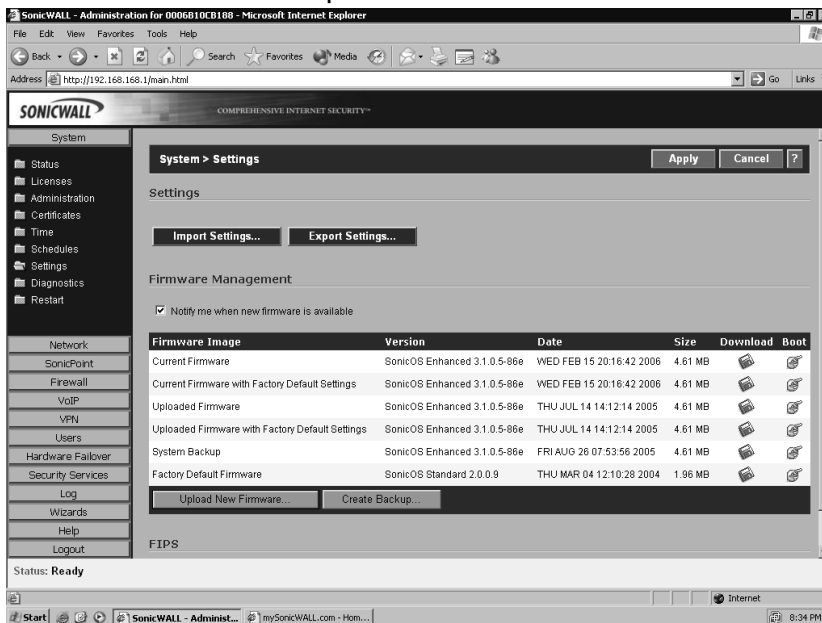 SonicWALL - Administration for 0006B10CB188 - Microsoft Internet Explorer
File Edit View Favorites Tools Help
Back Search Favorites Media
Address http://192.168.168.1/main.html Go Links
SONICWALL COMPREHENSIVE INTERNET SECURITY™
System
Status
Licenses
Administration
Certificates
Time
Schedules
Settings
Diagnostics
Restart
Network
SonicPoint
Firewall
VoIP
VPN
Users
Hardware Failover
Security Services
Log
Wizards
Help
Logout
System > Settings Apply Cancel ?
Settings
Import Settings... Export Settings...
Firmware Management
Notify me when new firmware is available
Firmware Image Version Date Size Download Boot
Current Firmware SonicOS Enhanced 3.1.0.5-86e WED FEB 15 20:16:42 2006 4.61 MB
Current Firmware with Factory Default Settings SonicOS Enhanced 3.1.0.5-86e WED FEB 15 20:16:42 2006 4.61 MB
Uploaded Firmware SonicOS Enhanced 3.1.0.5-86e THU JUL 14 14:12:14 2005 4.61 MB
Uploaded Firmware with Factory Default Settings SonicOS Enhanced 3.1.0.5-86e THU JUL 14 14:12:14 2005 4.61 MB
System Backup SonicOS Enhanced 3.1.0.5-86e FRI AUG 26 07:53:56 2005 4.61 MB
Factory Default Firmware SonicOS Standard 2.0.0.9 THU MAR 04 12:10:28 2004 1.96 MB
Upload New Firmware... Create Backup...
FIPS
Status: Ready
Internet
Start SonicWALL - Administ... mySonicWALL.com - Hom... 8:34 PM